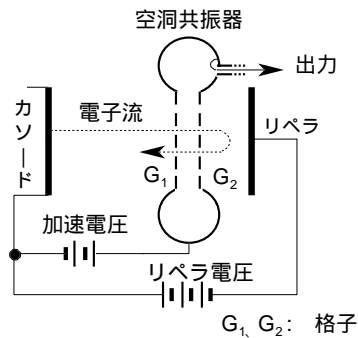 空洞共振器
出力
カソード
電子流
リペラ
G₁ G₂
加速電圧
リペラ電圧
G₁、G₂： 格子